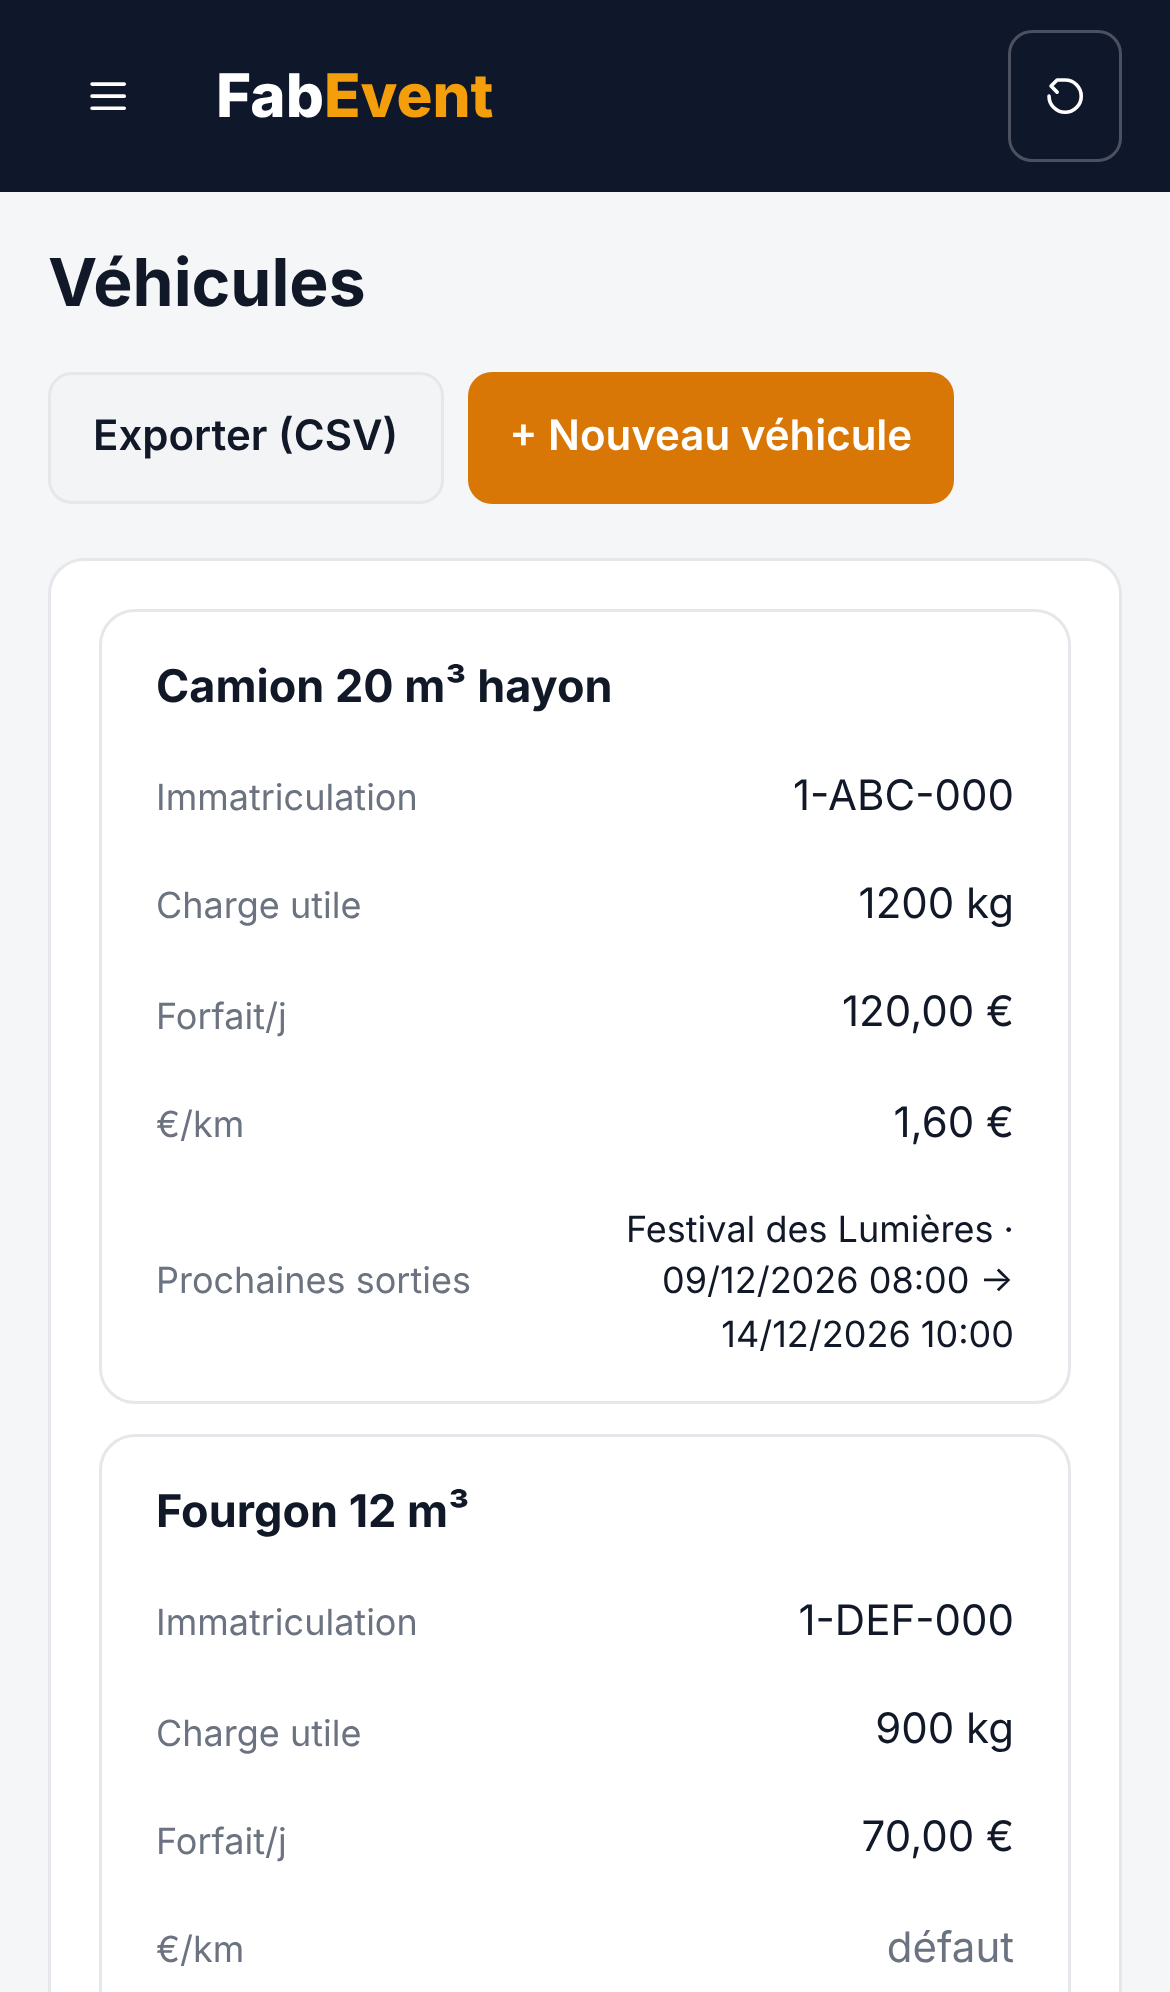 FabEvent
Véhicules
Exporter (CSV)
+ Nouveau véhicule
Camion 20 m³ hayon
Immatriculation 1-ABC-000
Charge utile 1200 kg
Forfait/j 120,00 €
€/km 1,60 €
Prochaines sorties Festival des Lumières ·
09/12/2026 08:00 →
14/12/2026 10:00
Fourgon 12 m³
Immatriculation 1-DEF-000
Charge utile 900 kg
Forfait/j 70,00 €
€/km défaut